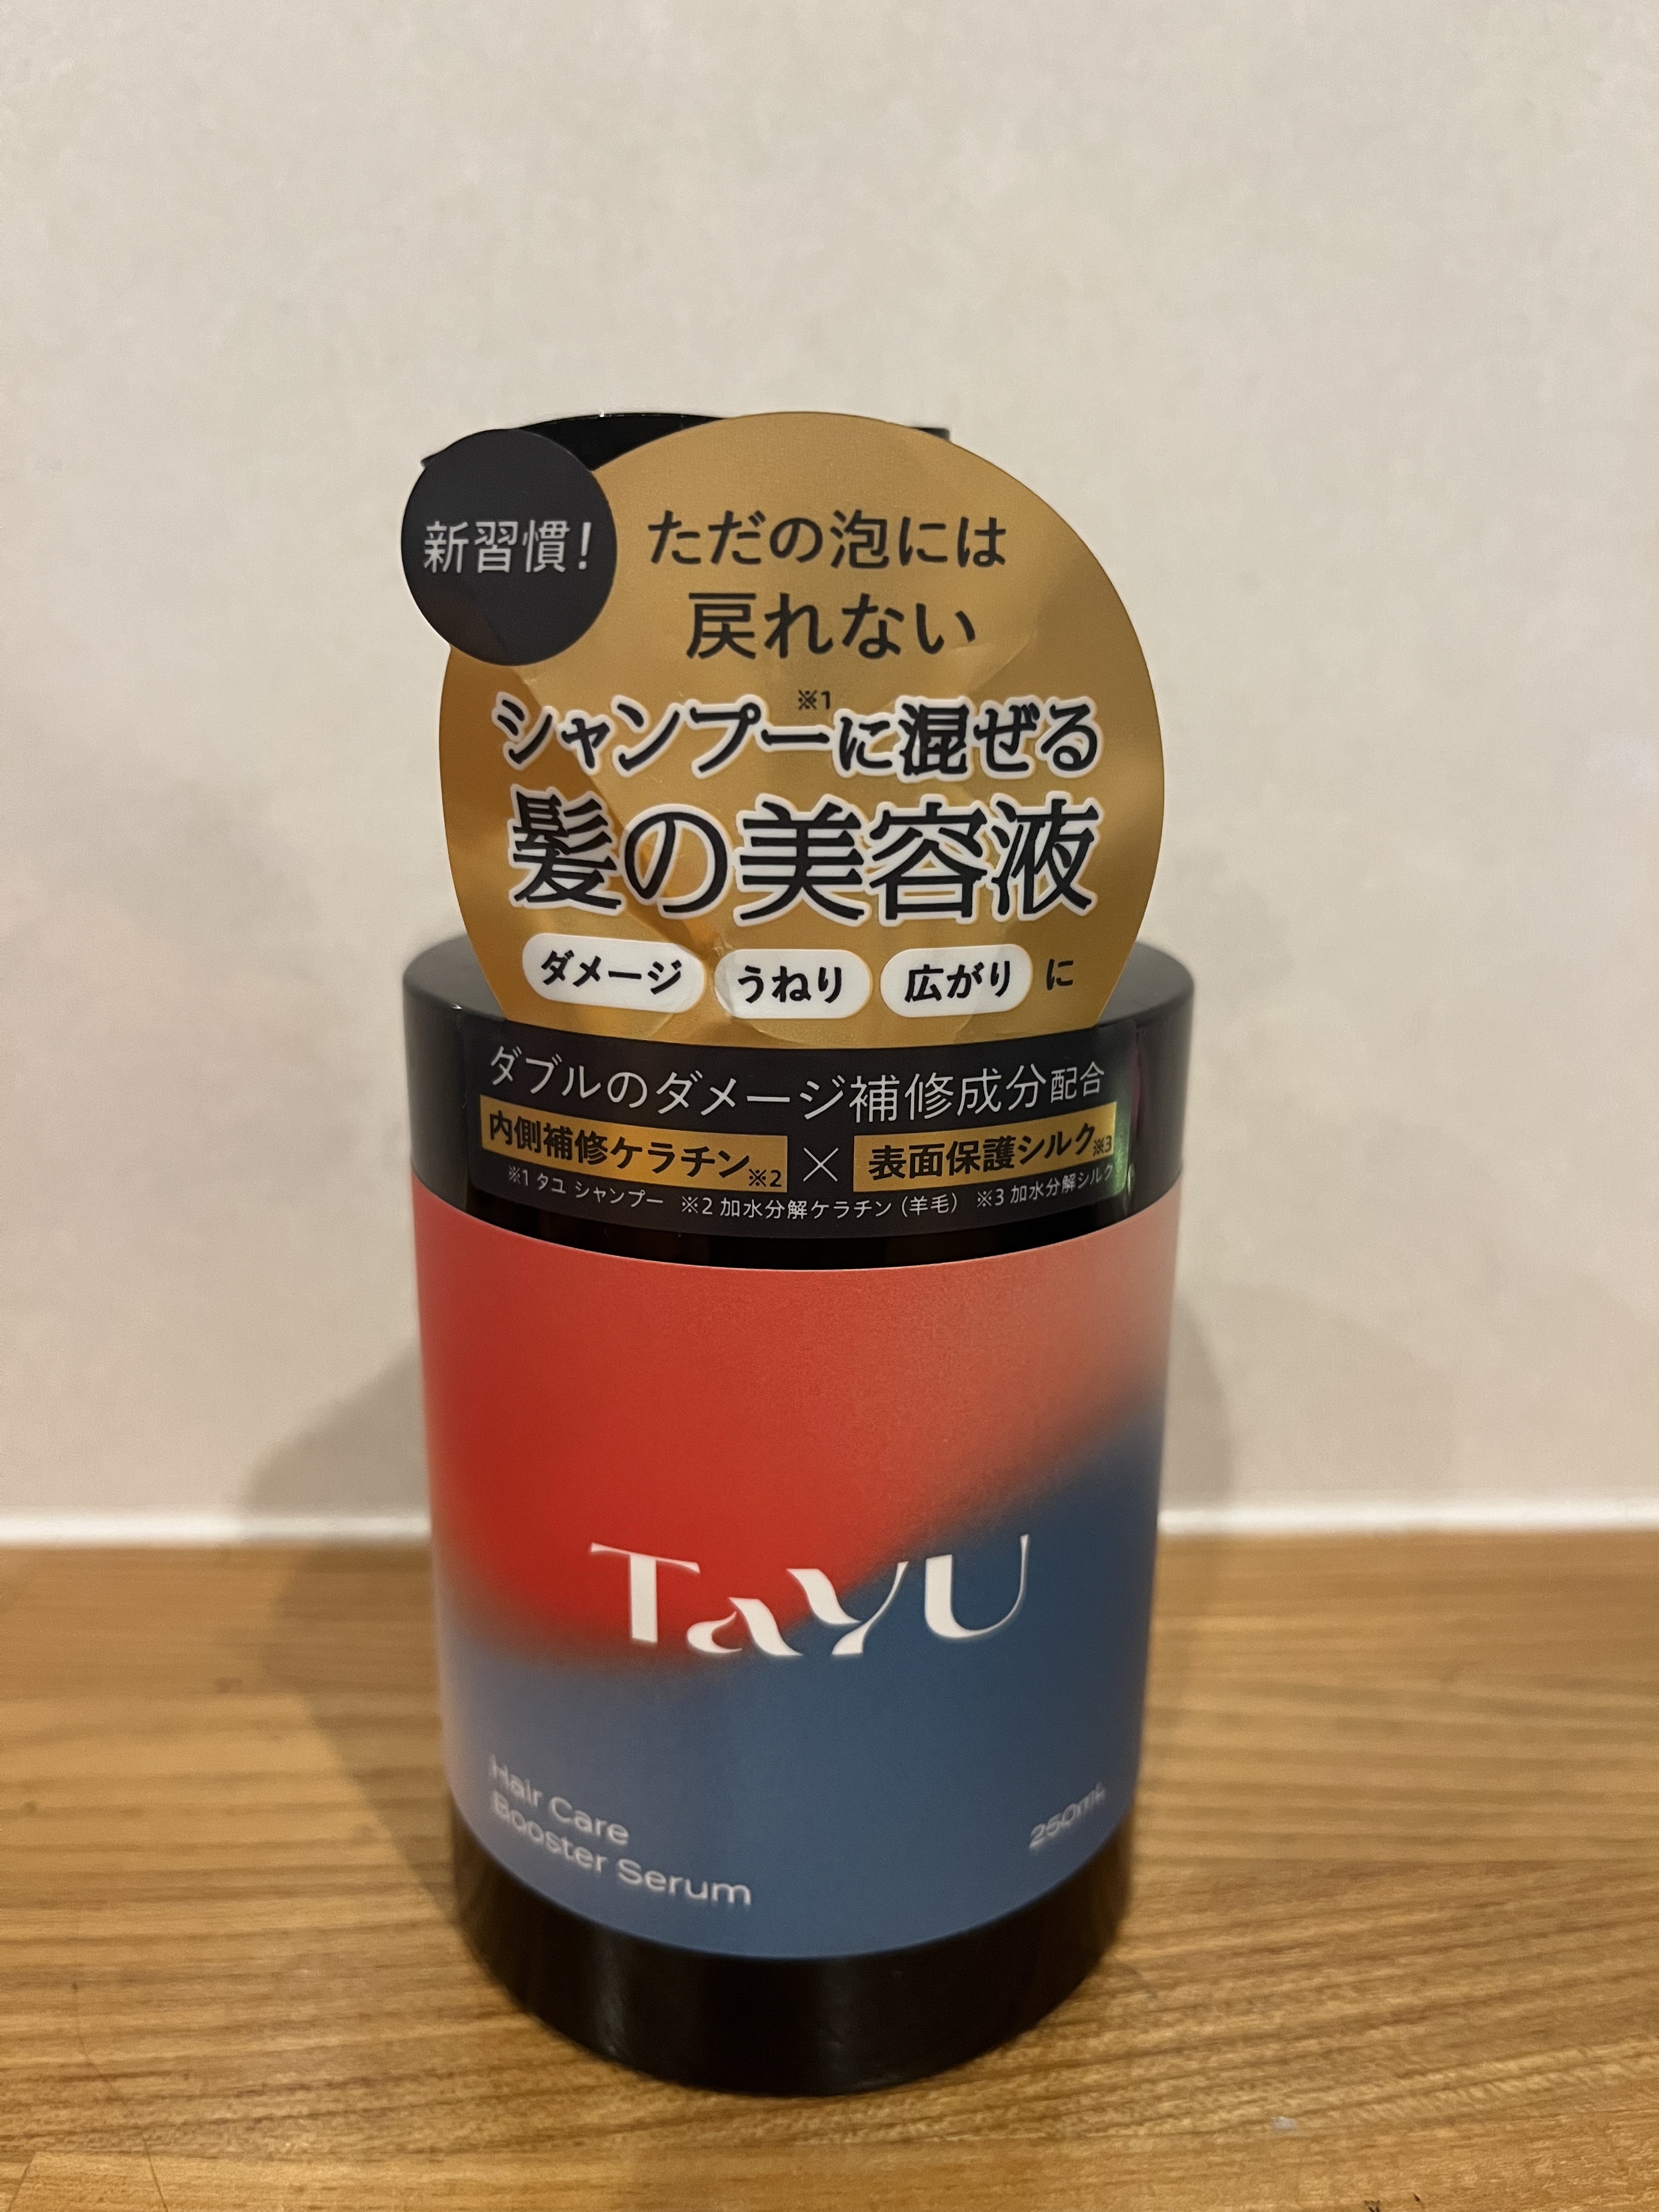 新習慣!
ただの泡には
戻れない
シャンプー※1に混ぜる
髪の美容液
ダメージ うねり 広がり に
ダブルのダメージ補修成分配合
内側補修ケラチン※2 × 表面保護シルク※3
※1 タユ シャンプー ※2 加水分解ケラチン (羊毛) ※3 加水分解シルク
TaYU
Hair Care
Booster Serum
250mL